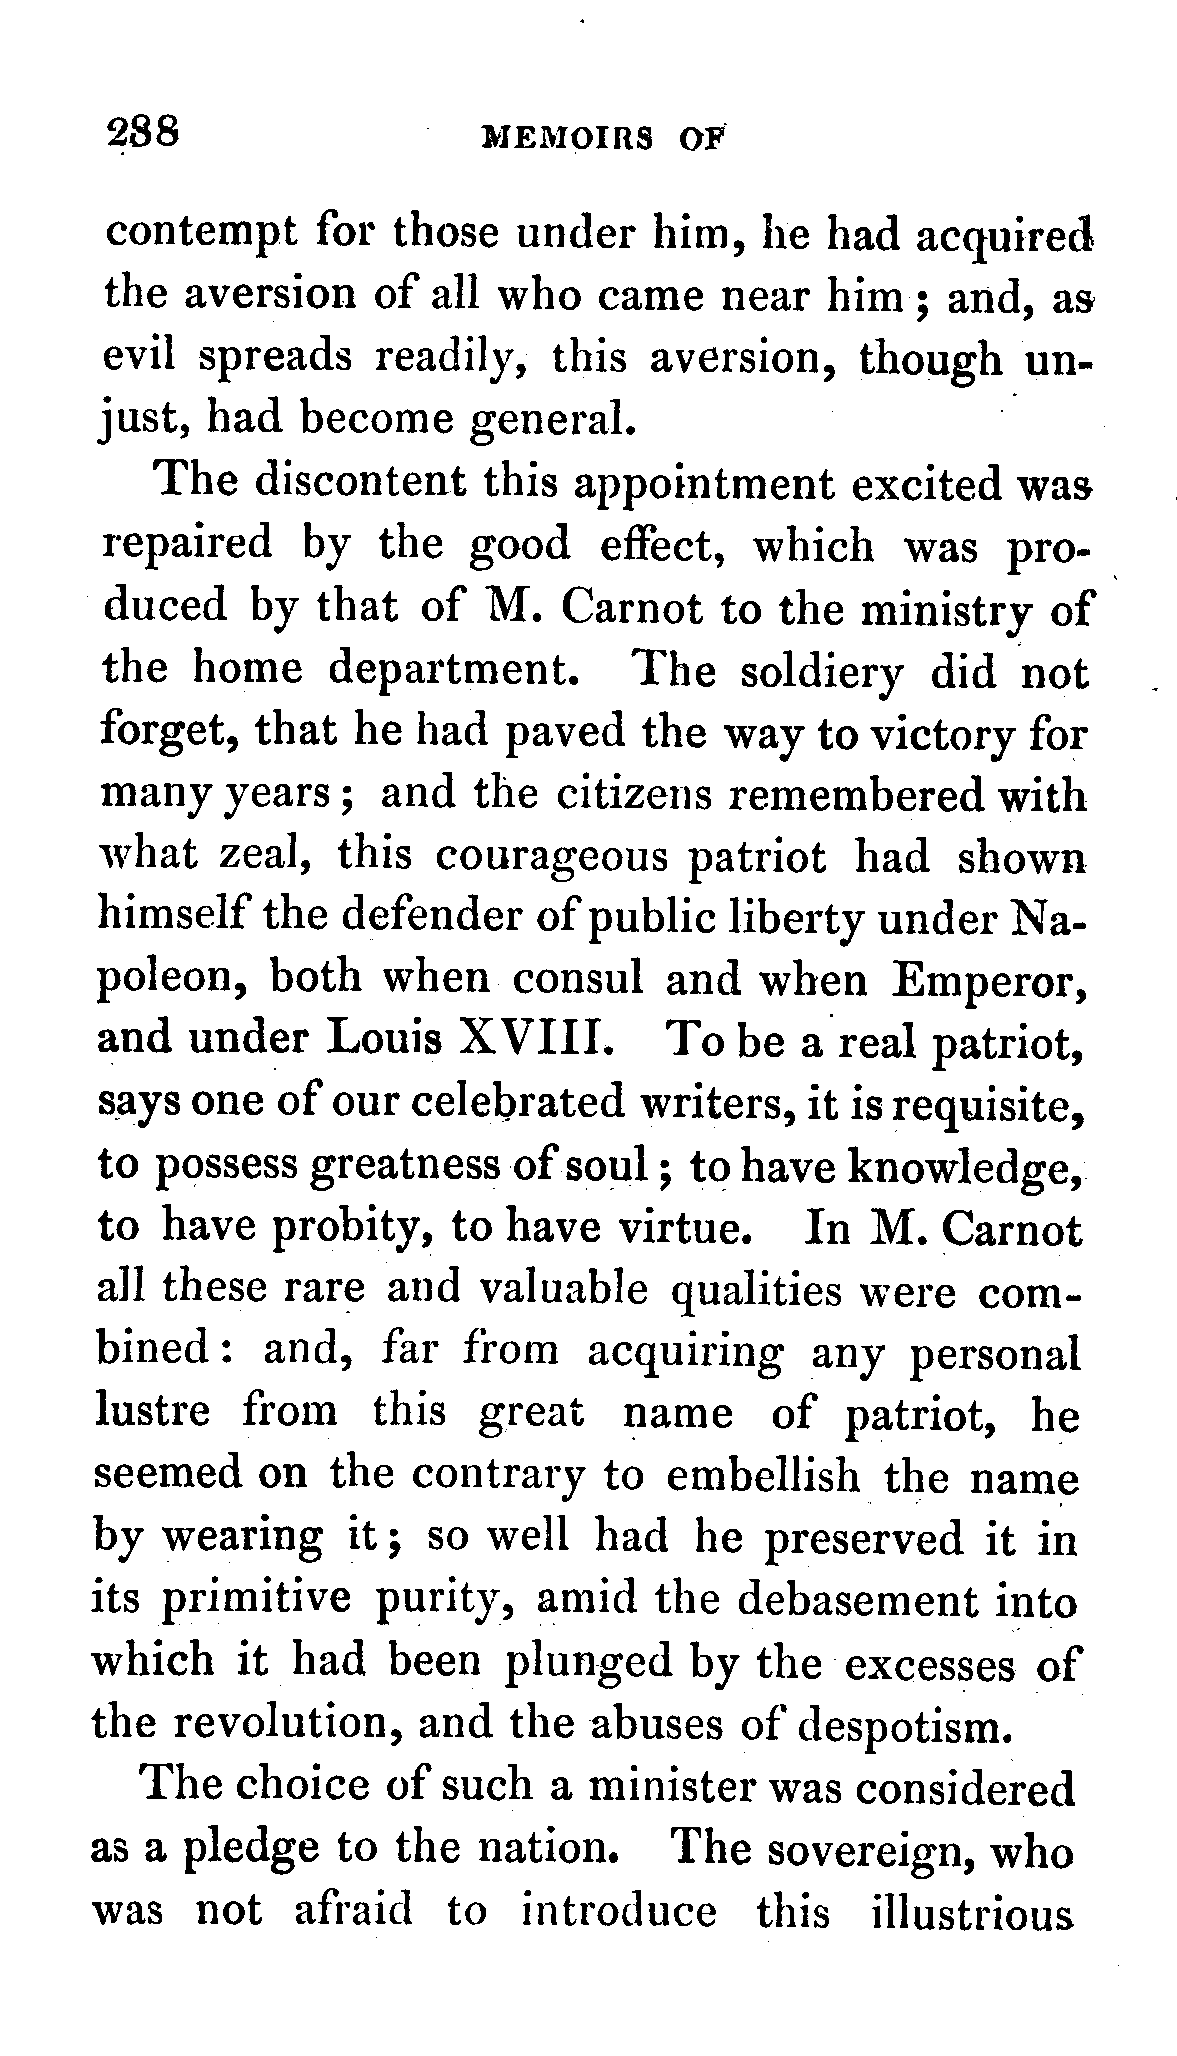 288 MEMOIRS OF
contempt for those under him, he had acquired
the aversion of all who came near him; and, as
evil spreads readily, this aversion, though un-
just, had become general.
The discontent this appointment excited was
repaired by the good effect, which was pro-
duced by that of M. Carnot to the ministry of
the home department. The soldiery did not
forget, that he had paved the way to victory for
many years; and the citizens remembered with
what zeal, this courageous patriot had shown
himself the defender of public liberty under Na-
poleon, both when consul and when Emperor,
and under Louis XVIII. To be a real patriot,
says one of our celebrated writers, it is requisite,
to possess greatness of soul; to have knowledge,
to have probity, to have virtue. In M. Carnot
all these rare and valuable qualities were com-
bined: and, far from acquiring any personal
lustre from this great name of patriot, he
seemed on the contrary to embellish the name
by wearing it; so well had he preserved it in
its primitive purity, amid the debasement into
which it had been plunged by the excesses of
the revolution, and the abuses of despotism.
The choice of such a minister was considered
as a pledge to the nation. The sovereign, who
was not afraid to introduce this illustrious